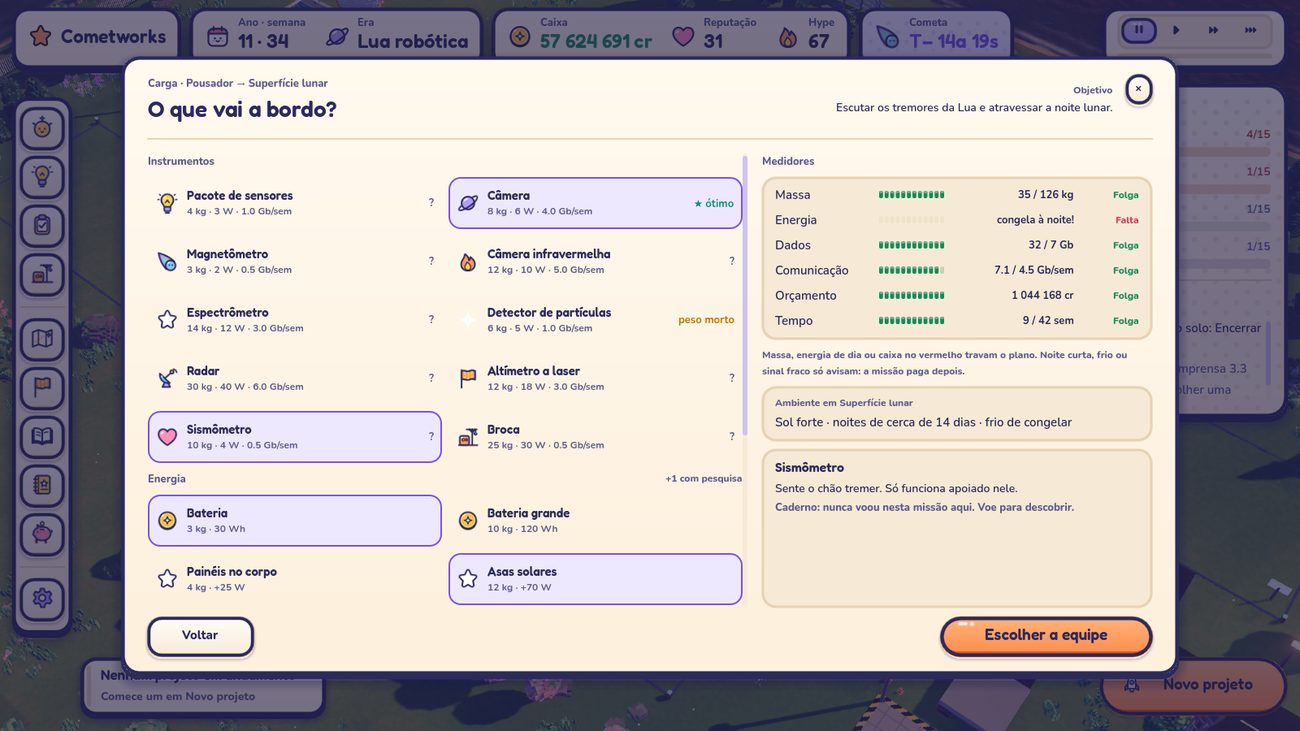 Cometworks
Ano · semana
11 · 34
Era
Lua robótica
Caixa
57 624 691 cr
Reputação
31
Hype
67
Cometa
T− 14a 19s
Carga · Pousador → Superfície lunar
O que vai a bordo?
Objetivo
Escutar os tremores da Lua e atravessar a noite lunar.
×
Instrumentos
Pacote de sensores
4 kg · 3 W · 1.0 Gb/sem
?
Câmera
8 kg · 6 W · 4.0 Gb/sem
★ ótimo
Magnetômetro
3 kg · 2 W · 0.5 Gb/sem
?
Câmera infravermelha
12 kg · 10 W · 5.0 Gb/sem
?
Espectrômetro
14 kg · 12 W · 3.0 Gb/sem
?
Detector de partículas
6 kg · 5 W · 1.0 Gb/sem
peso morto
Radar
30 kg · 40 W · 6.0 Gb/sem
?
Altímetro a laser
12 kg · 18 W · 3.0 Gb/sem
?
Sismômetro
10 kg · 4 W · 0.5 Gb/sem
?
Broca
25 kg · 30 W · 0.5 Gb/sem
?
Energia
+1 com pesquisa
Bateria
3 kg · 30 Wh
Bateria grande
10 kg · 120 Wh
Painéis no corpo
4 kg · +25 W
Asas solares
12 kg · +70 W
Medidores
Massa 35 / 126 kg Folga
Energia congela à noite! Falta
Dados 32 / 7 Gb Folga
Comunicação 7.1 / 4.5 Gb/sem Folga
Orçamento 1 044 168 cr Folga
Tempo 9 / 42 sem Folga
Massa, energia de dia ou caixa no vermelho travam o plano. Noite curta, frio ou
sinal fraco só avisam: a missão paga depois.
Ambiente em Superfície lunar
Sol forte · noites de cerca de 14 dias · frio de congelar
Sismômetro
Sente o chão tremer. Só funciona apoiado nele.
Caderno: nunca voou nesta missão aqui. Voe para descobrir.
Voltar
Escolher a equipe
4/15
1/15
1/15
1/15
solo: Encerrar
mprensa 3.3
olher uma
Comece um em Novo projeto
Novo projeto